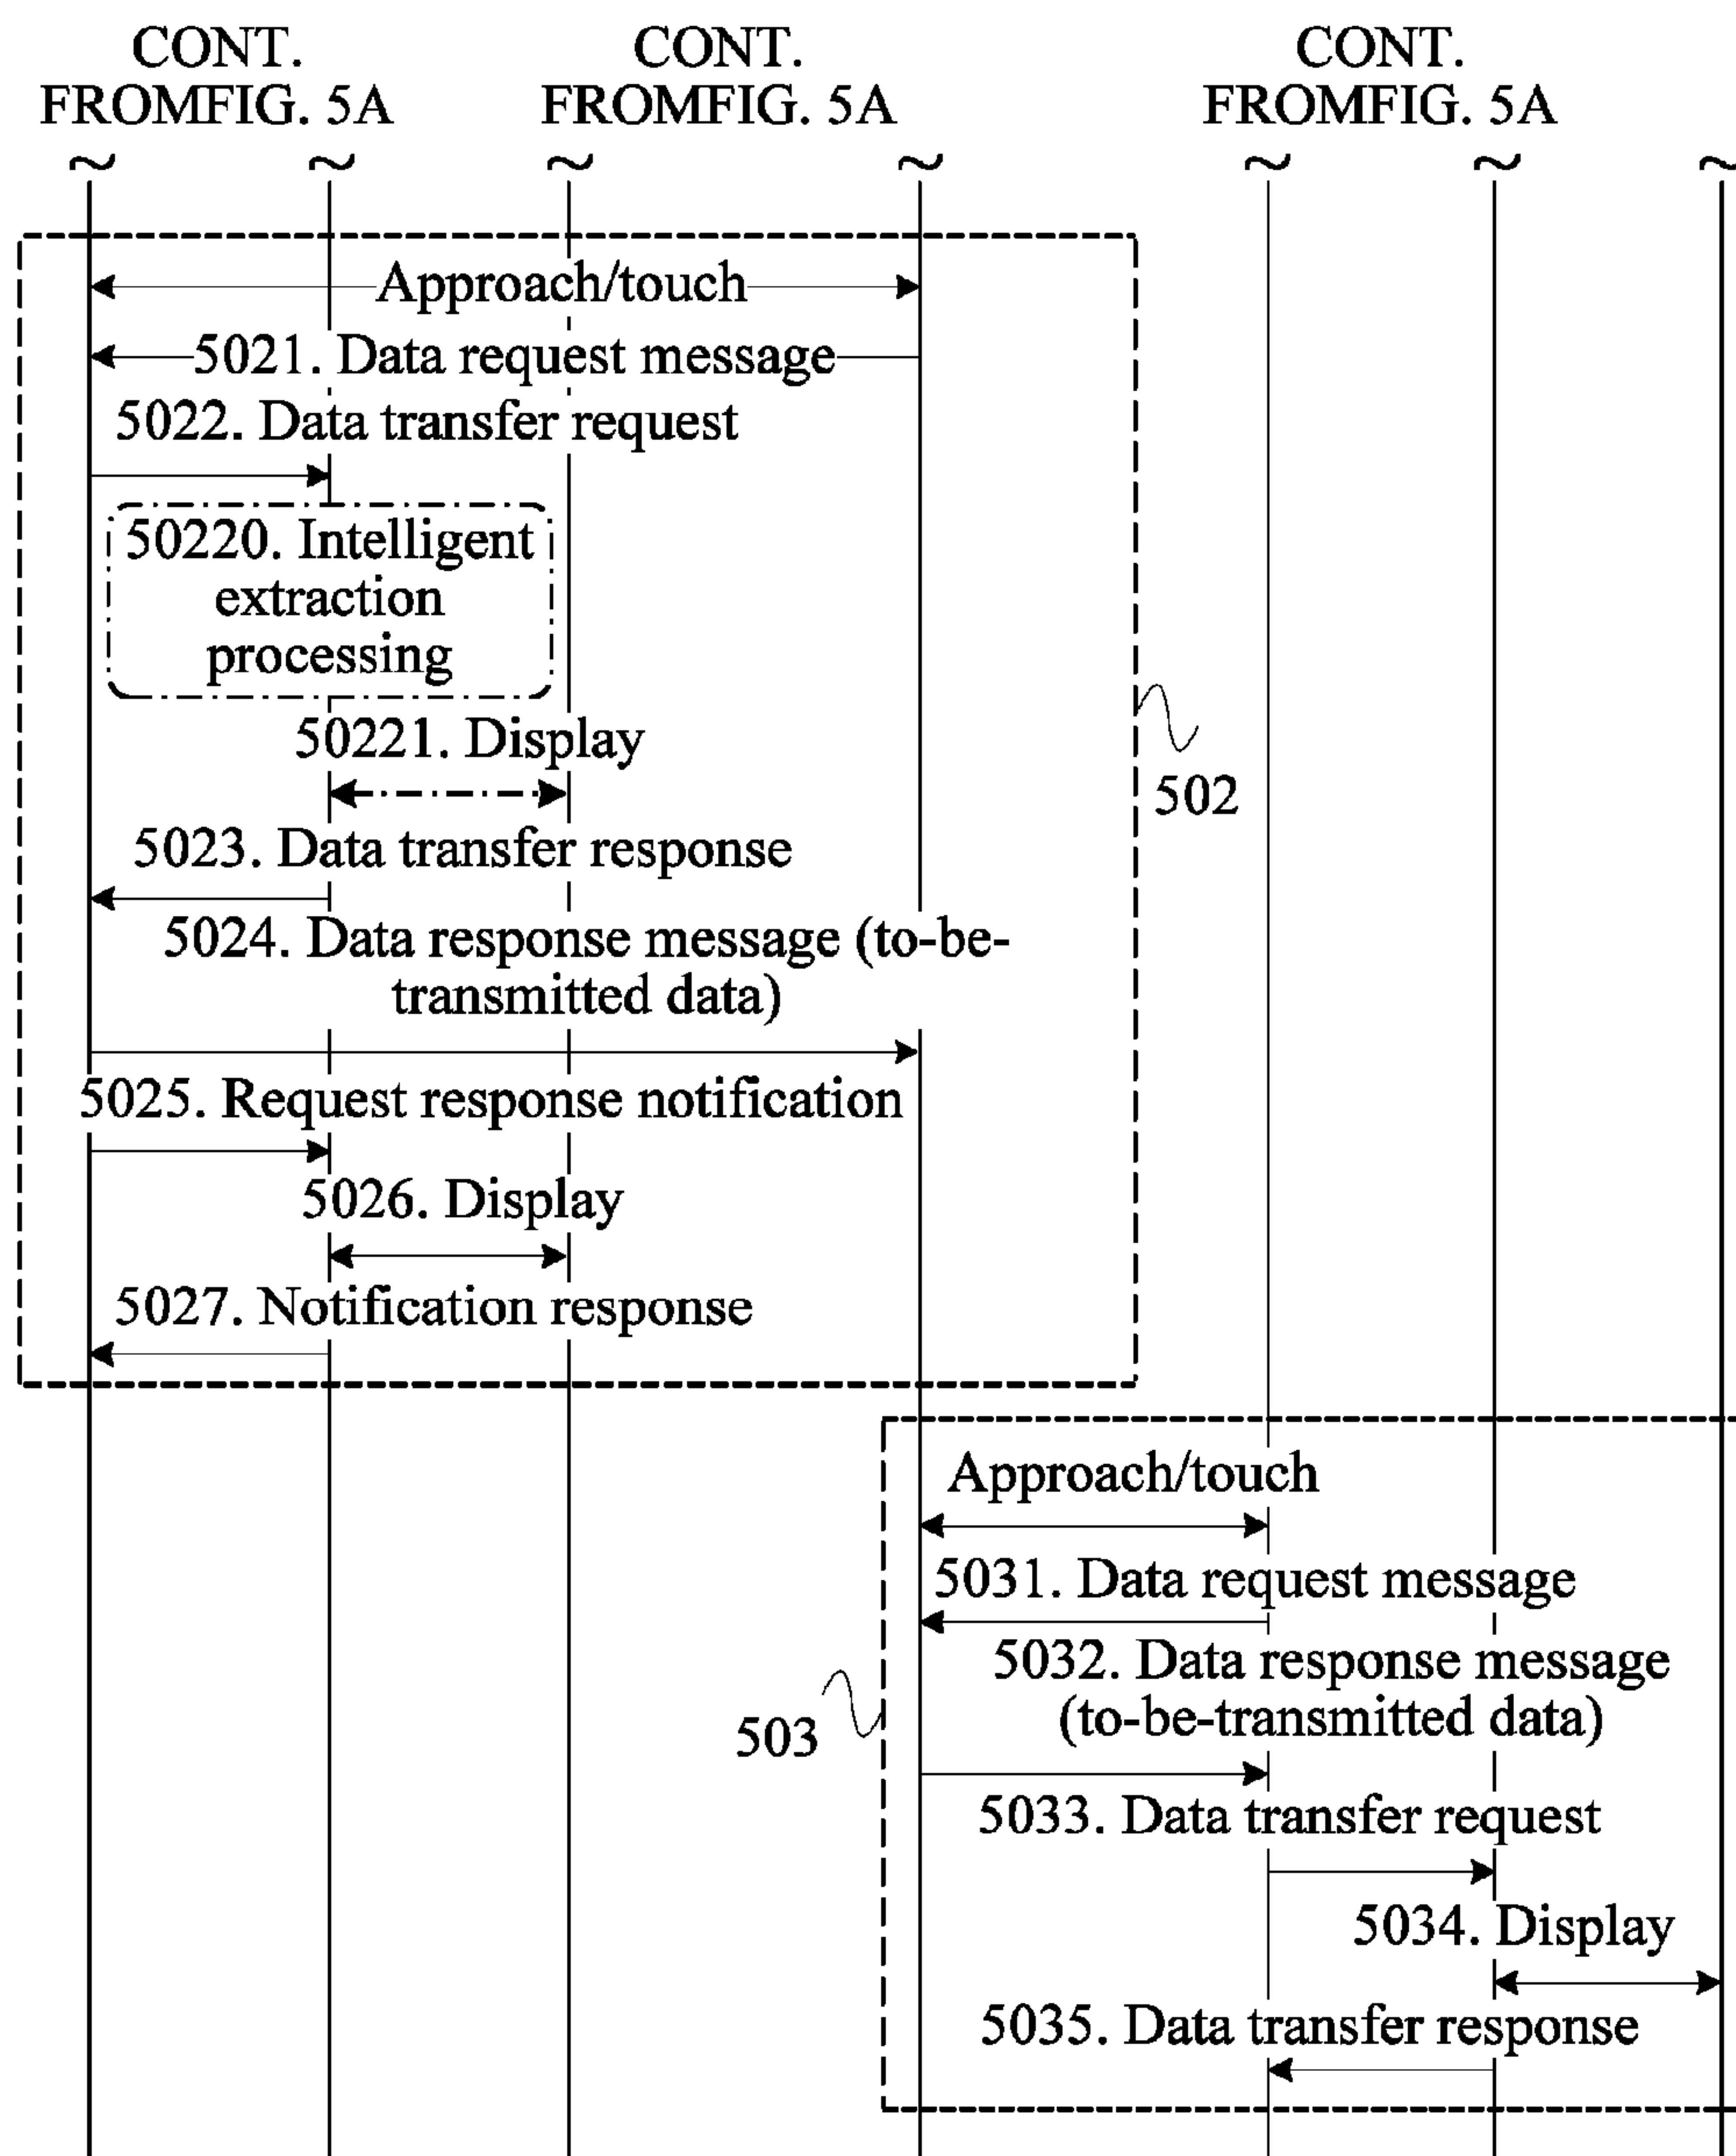 CONT.
FROMFIG. 5A
CONT.
FROMFIG. 5A
CONT.
FROMFIG. 5A
Approach/touch
5021. Data request message
5022. Data transfer request
50220. Intelligent
extraction
processing
50221. Display
502
5023. Data transfer response
5024. Data response message (to-be-
transmitted data)
5025. Request response notification
5026. Display
5027. Notification response
Approach/touch
5031. Data request message
5032. Data response message
(to-be-transmitted data)
503
5033. Data transfer request
5034. Display
5035. Data transfer response